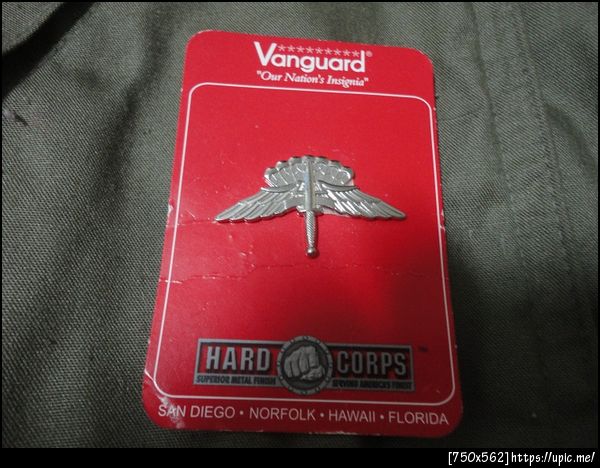 Vanguard®
"Our Nation's Insignia"
HARD CORPS™
SUPERIOR METAL FINISH SERVING AMERICA'S FINEST
SAN DIEGO • NORFOLK • HAWAII • FLORIDA
[750x562]https://upic.me/